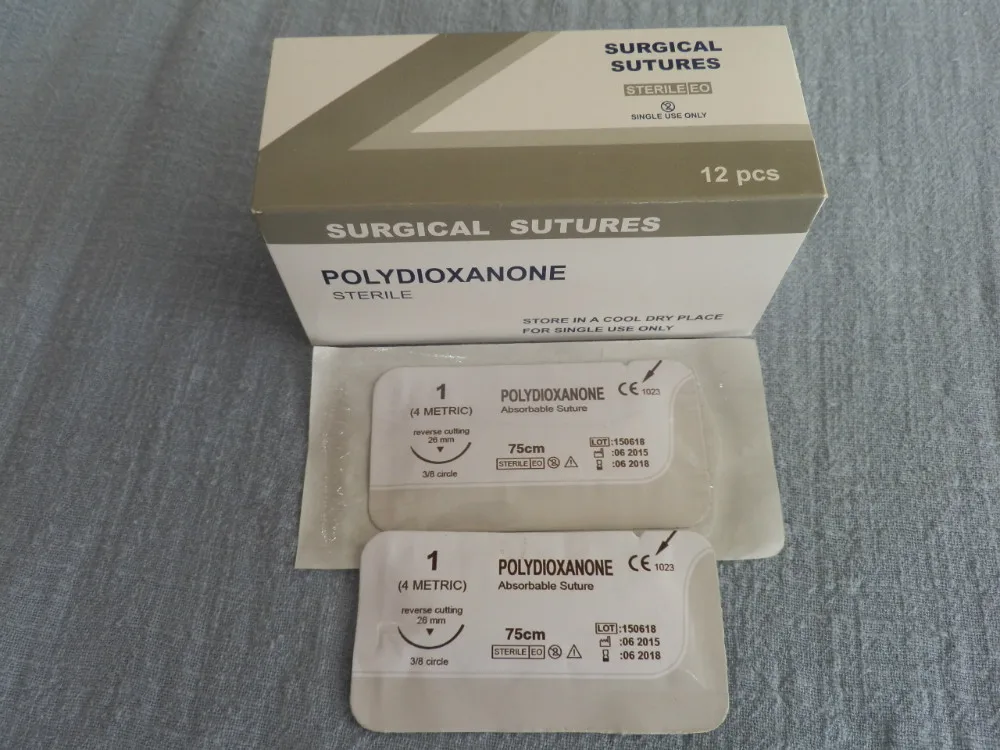 SURGICAL
SUTURES
STERILE EO
SINGLE USE ONLY
12 pcs
SURGICAL SUTURES
POLYDIOXANONE
STERILE
STORE IN A COOL DRY PLACE
FOR SINGLE USE ONLY
1
(4 METRIC)
reverse cutting
26 mm
3/8 circle
POLYDIOXANONE
Absorbable Suture
CE 1023
75cm
STERILE EO
LOT :150618
:06 2015
:06 2018
1
(4 METRIC)
reverse cutting
26 mm
3/8 circle
POLYDIOXANONE
Absorbable Suture
CE 1023
75cm
STERILE EO
LOT :150618
:06 2015
:06 2018